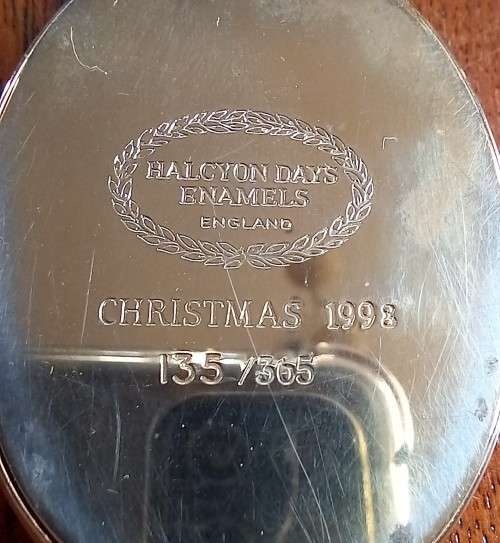 HALCYON DAYS
ENAMELS
ENGLAND
CHRISTMAS 1998
135/365